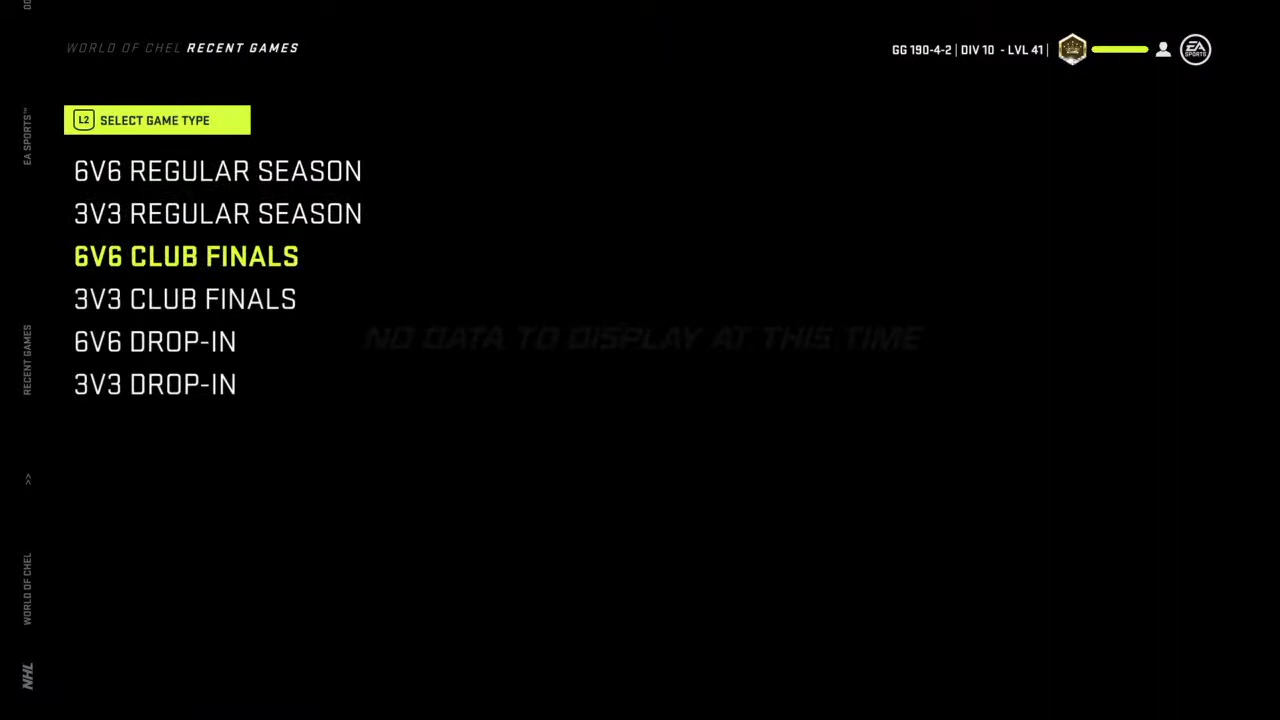 WORLD OF CHEL RECENT GAMES
GG 190-4-2 | DIV 10 - LVL 41 |
EA SPORTS
L2 SELECT GAME TYPE
6V6 REGULAR SEASON
3V3 REGULAR SEASON
6V6 CLUB FINALS
3V3 CLUB FINALS
6V6 DROP-IN
3V3 DROP-IN
NO DATA TO DISPLAY AT THIS TIME
EA SPORTS™
RECENT GAMES
>>
WORLD OF CHEL
NHL